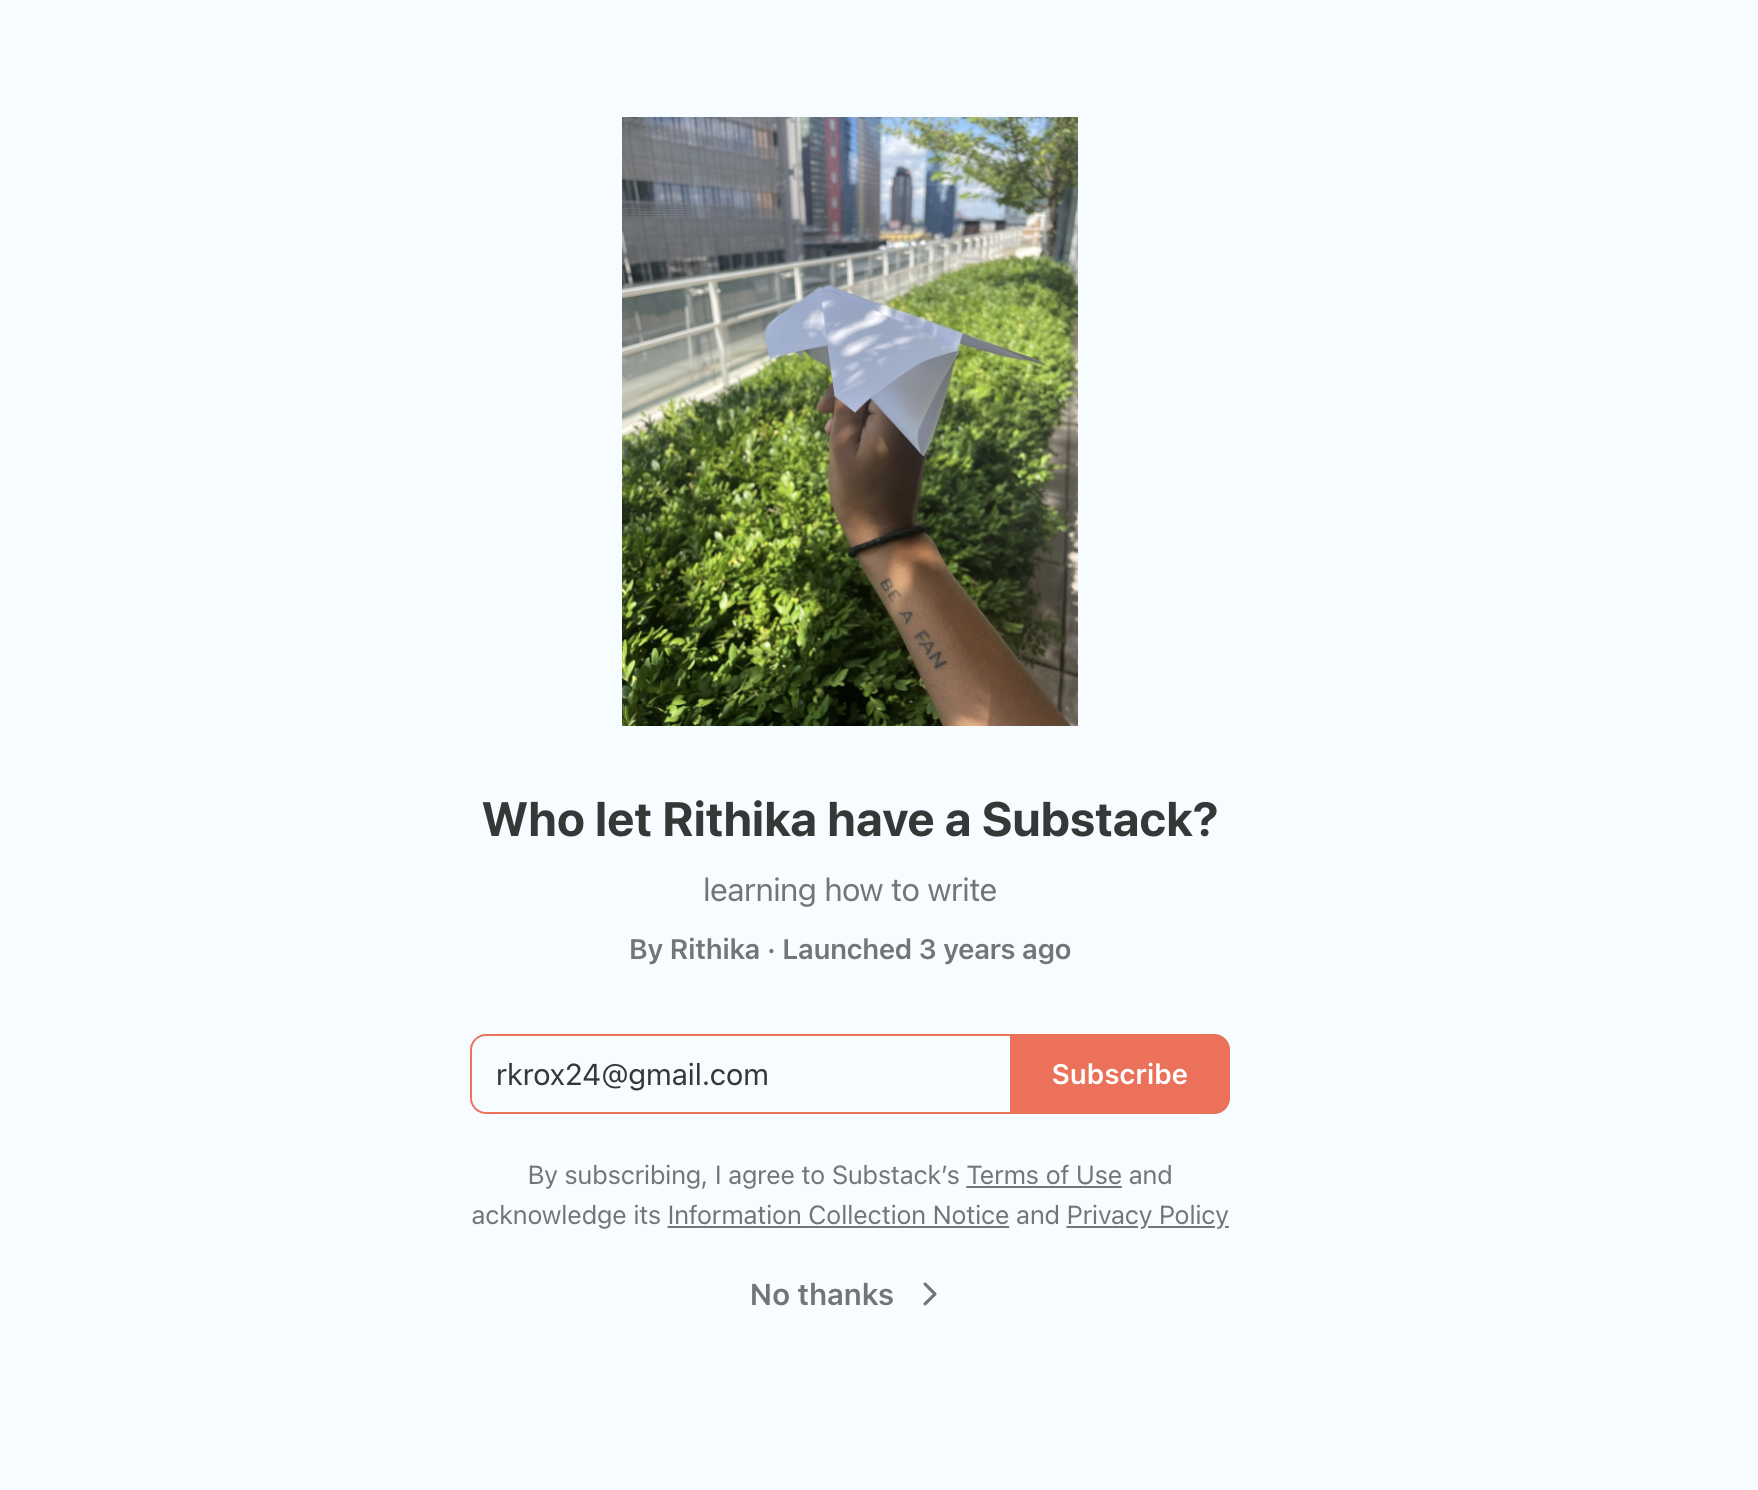 BE A FAN
Who let Rithika have a Substack?
learning how to write
By Rithika · Launched 3 years ago
rkrox24@gmail.com
Subscribe
By subscribing, I agree to Substack’s Terms of Use and
acknowledge its Information Collection Notice and Privacy Policy
No thanks